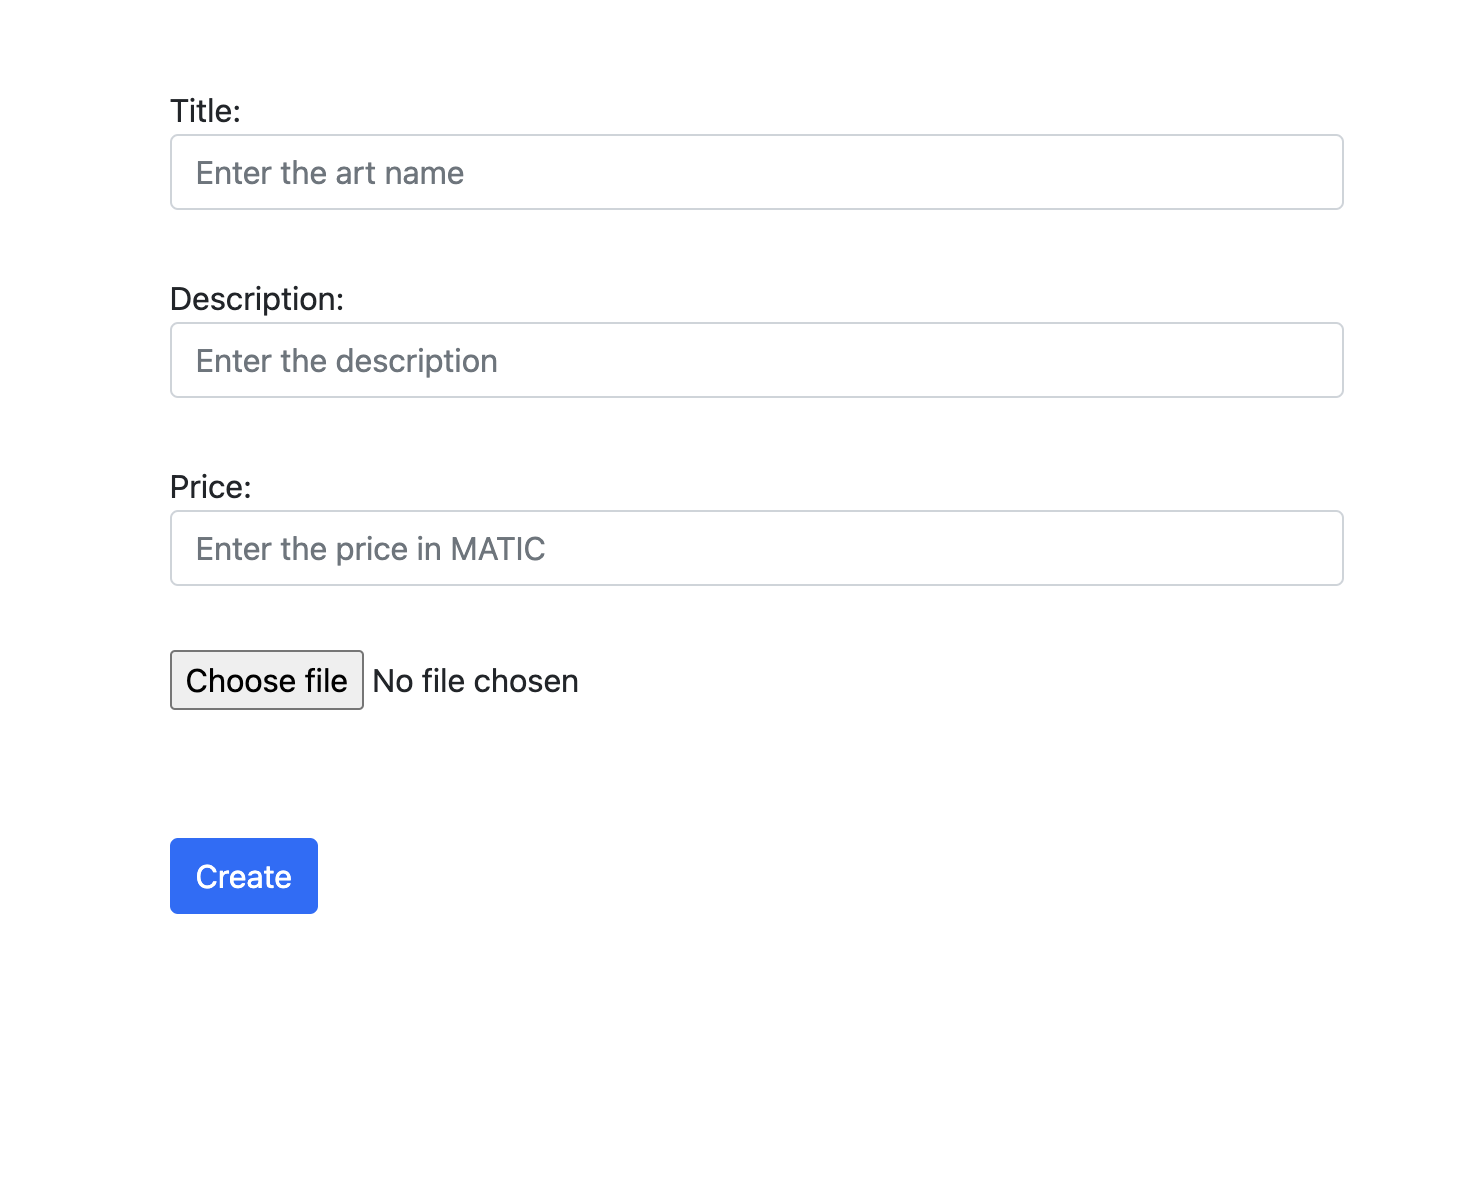 Title:
Enter the art name
Description:
Enter the description
Price:
Enter the price in MATIC
Choose file No file chosen
Create